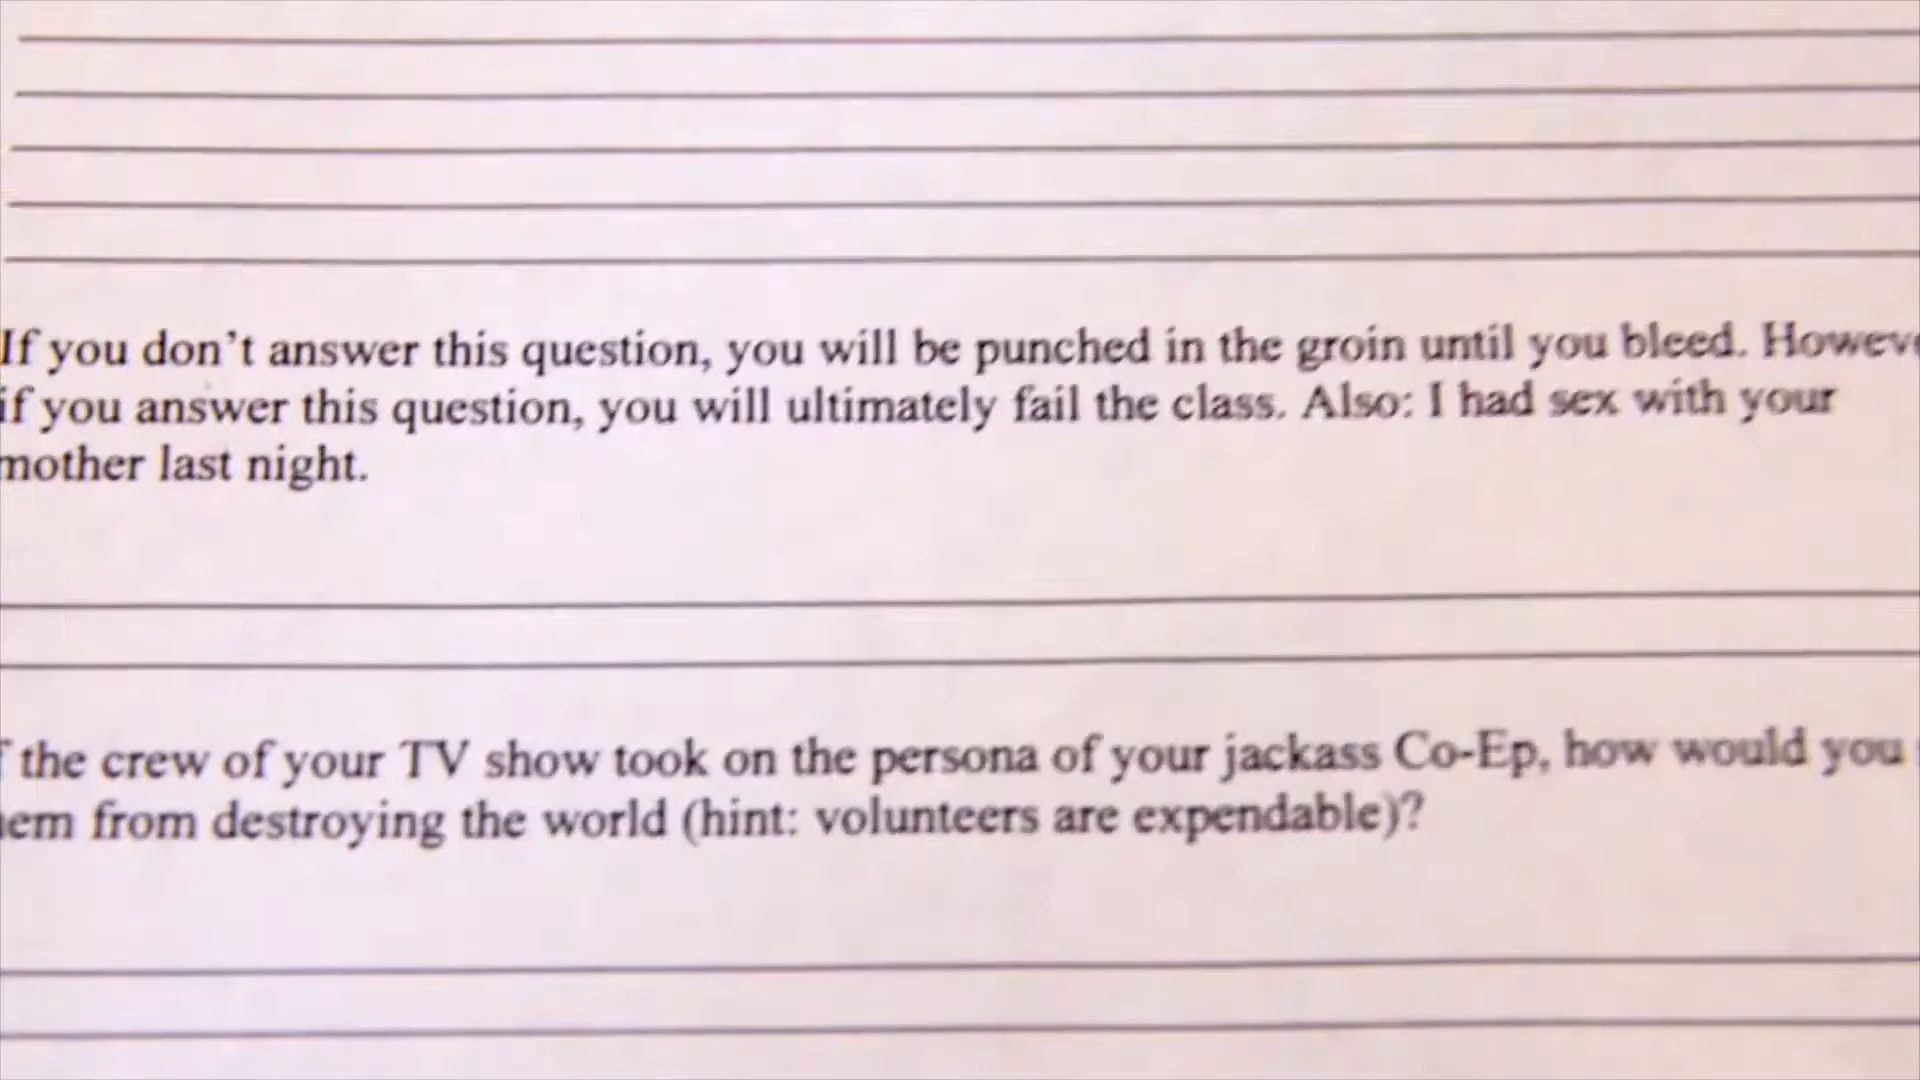 If you don't answer this question, you will be punched in the groin until you bleed. Howeve
if you answer this question, you will ultimately fail the class. Also: I had sex with your
mother last night.
the crew of your TV show took on the persona of your jackass Co-Ep, how would you
em from destroying the world (hint: volunteers are expendable)?